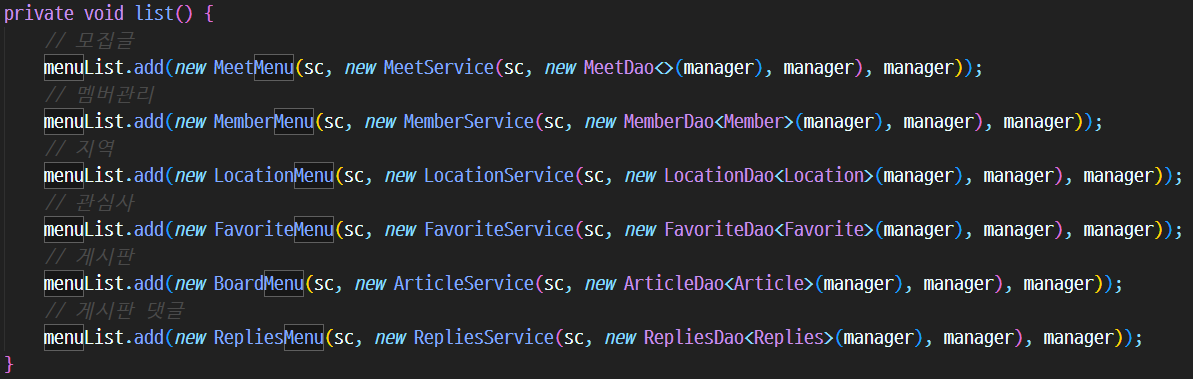 private void list() {
// 모집글
menuList.add(new MeetMenu(sc, new MeetService(sc, new MeetDao<>(manager), manager), manager));
// 멤버관리
menuList.add(new MemberMenu(sc, new MemberService(sc, new MemberDao<Member>(manager), manager), manager));
// 지역
menuList.add(new LocationMenu(sc, new LocationService(sc, new LocationDao<Location>(manager), manager), manager));
// 관심사
menuList.add(new FavoriteMenu(sc, new FavoriteService(sc, new FavoriteDao<Favorite>(manager), manager), manager));
// 게시판
menuList.add(new BoardMenu(sc, new ArticleService(sc, new ArticleDao<Article>(manager), manager), manager));
// 게시판 댓글
menuList.add(new RepliesMenu(sc, new RepliesService(sc, new RepliesDao<Replies>(manager), manager), manager));
}